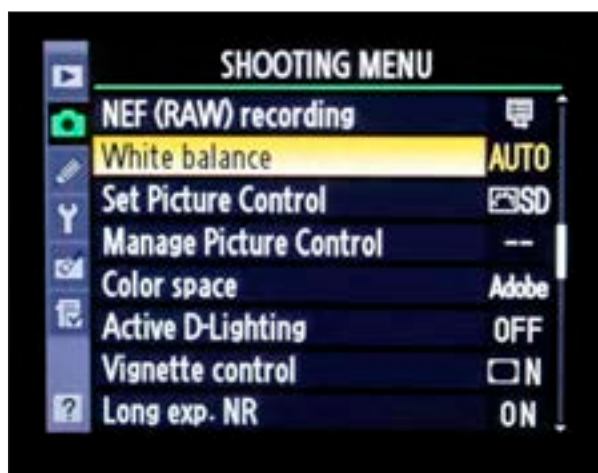 SHOOTING MENU
NEF (RAW) recording
White balance AUTO
Set Picture Control SD
Manage Picture Control --
Color space Adobe
Active D-Lighting OFF
Vignette control N
Long exp. NR ON
?